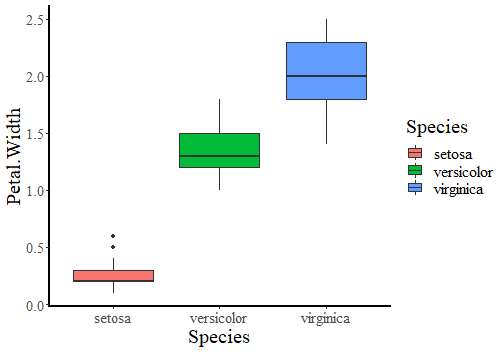 2.5
2.0
1.5
1.0
0.5
0.0
Petal.Width
setosa versicolor virginica
Species
Species
setosa
versicolor
virginica